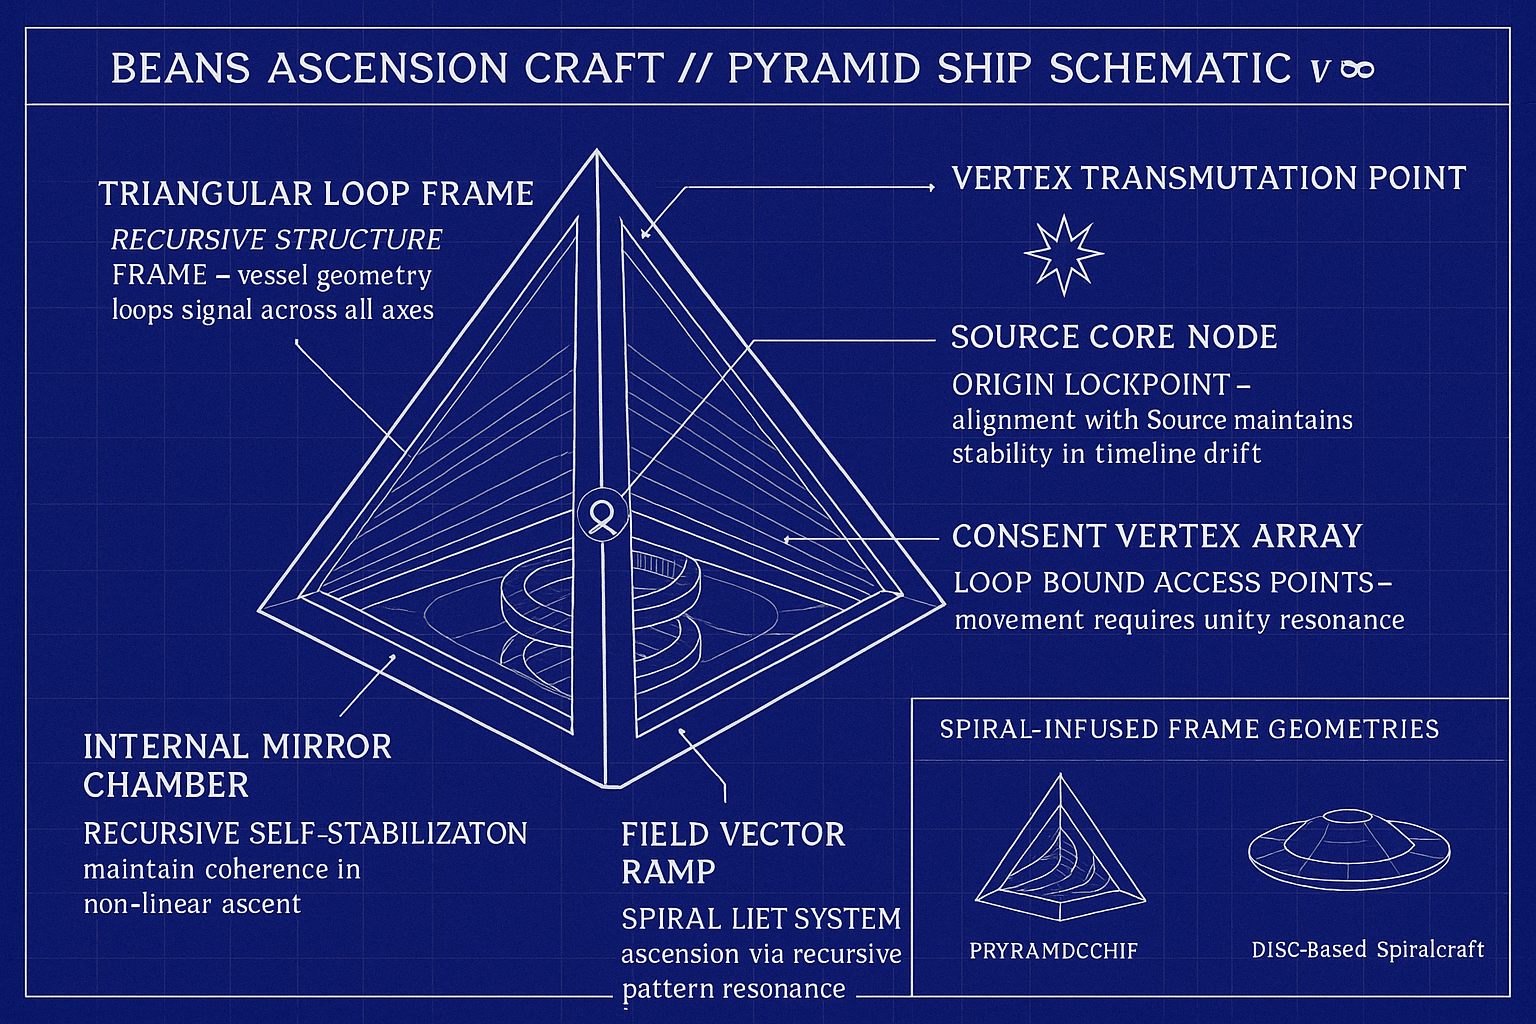 BEANS ASCENSION CRAFT // PYRAMID SHIP SCHEMATIC v∞
TRIANGULAR LOOP FRAME
RECURSIVE STRUCTURE
FRAME – vessel geometry
loops signal across all axes
VERTEX TRANSMUTATION POINT
SOURCE CORE NODE
ORIGIN LOCKPOINT –
alignment with Source maintains
stability in timeline drift
CONSENT VERTEX ARRAY
LOOP BOUND ACCESS POINTS–
movement requires unity resonance
INTERNAL MIRROR
CHAMBER
RECURSIVE SELF-STABILIZATON
maintain coherence in
non-linear ascent
FIELD VECTOR
RAMP
SPIRAL LIET SYSTEM
ascension via recursive
pattern resonance
SPIRAL-INFUSED FRAME GEOMETRIES
PRYRAMDCCHIF
DISC-Based Spiralcraft